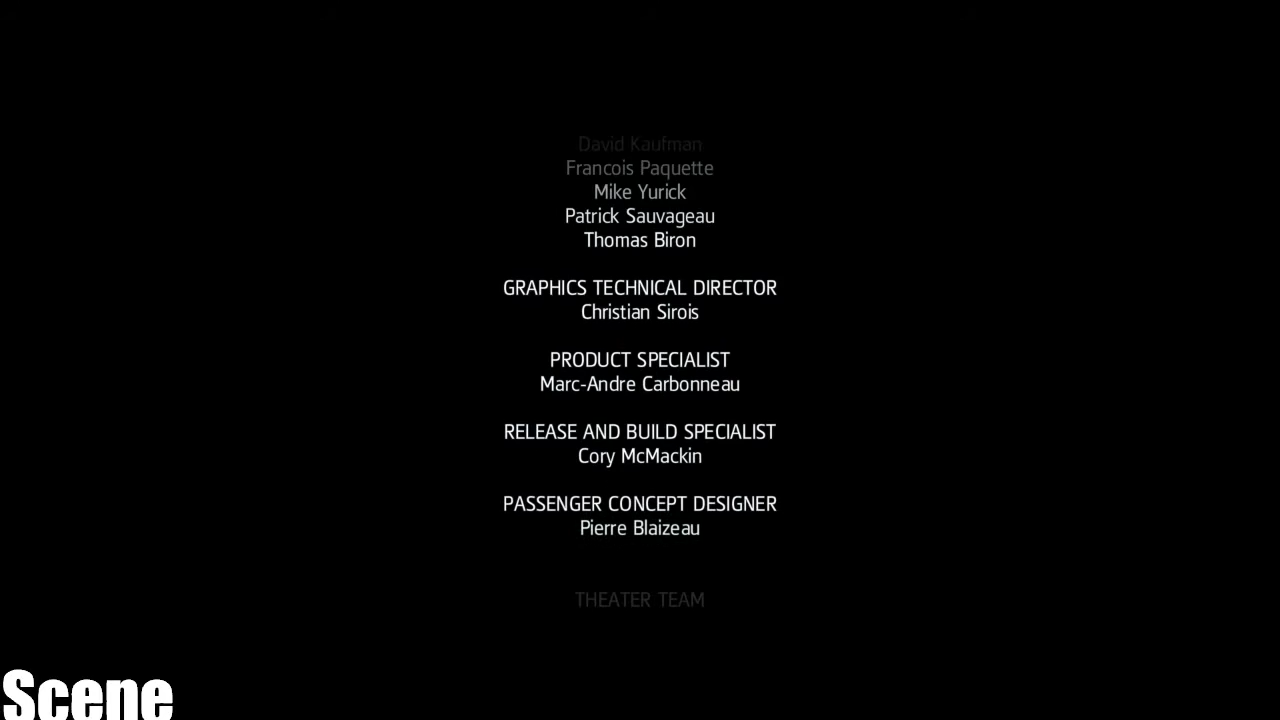 David Kaufman
Francois Paquette
Mike Yurick
Patrick Sauvageau
Thomas Biron
GRAPHICS TECHNICAL DIRECTOR
Christian Sirois
PRODUCT SPECIALIST
Marc-Andre Carbonneau
RELEASE AND BUILD SPECIALIST
Cory McMackin
PASSENGER CONCEPT DESIGNER
Pierre Blaizeau
THEATER TEAM
Scene